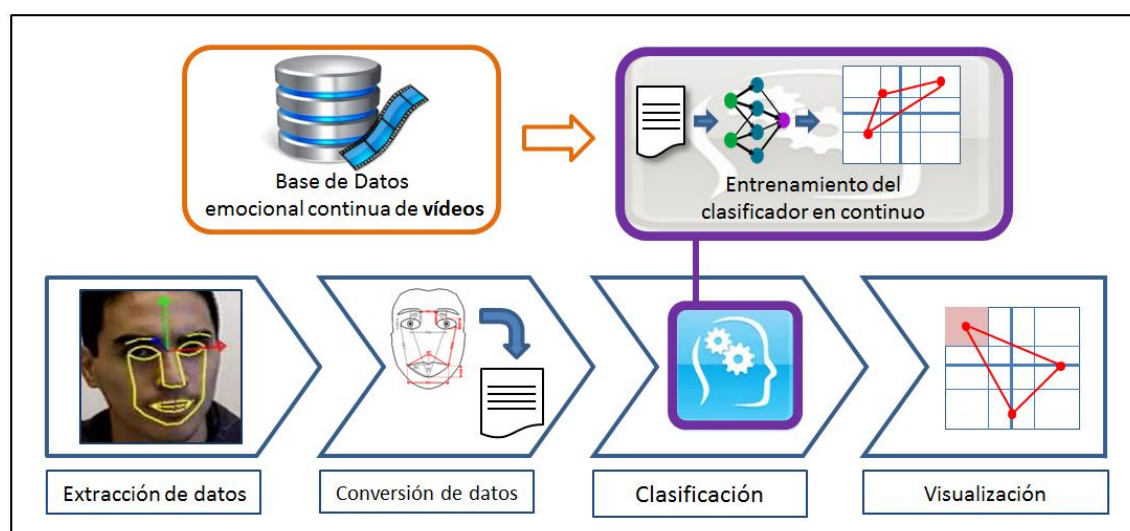 Base de Datos
emocional continua de vídeos
Entrenamiento del
clasificador en continuo
Extracción de datos
Conversión de datos
Clasificación
Visualización